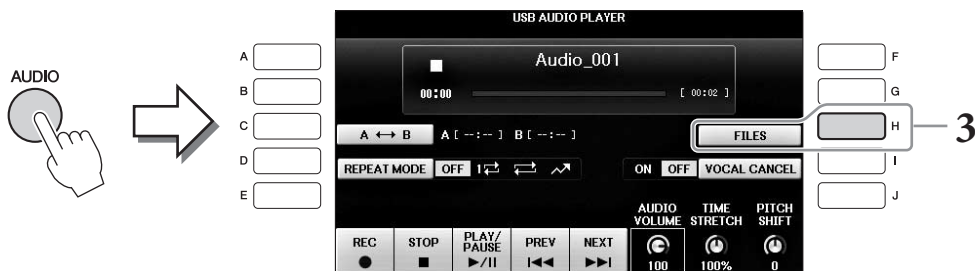 USB AUDIO PLAYER
AUDIO
A
B
C
D
E
Audio_001
00:00 [ 00:02 ]
A ↔ B A [ --:-- ] B [ --:-- ]
FILES
REPEAT MODE OFF 1
ON OFF VOCAL CANCEL
AUDIO VOLUME
TIME STRETCH
PITCH SHIFT
REC
STOP
PLAY/PAUSE
PREV
NEXT
100
100%
0
F
G
H
I
J
3